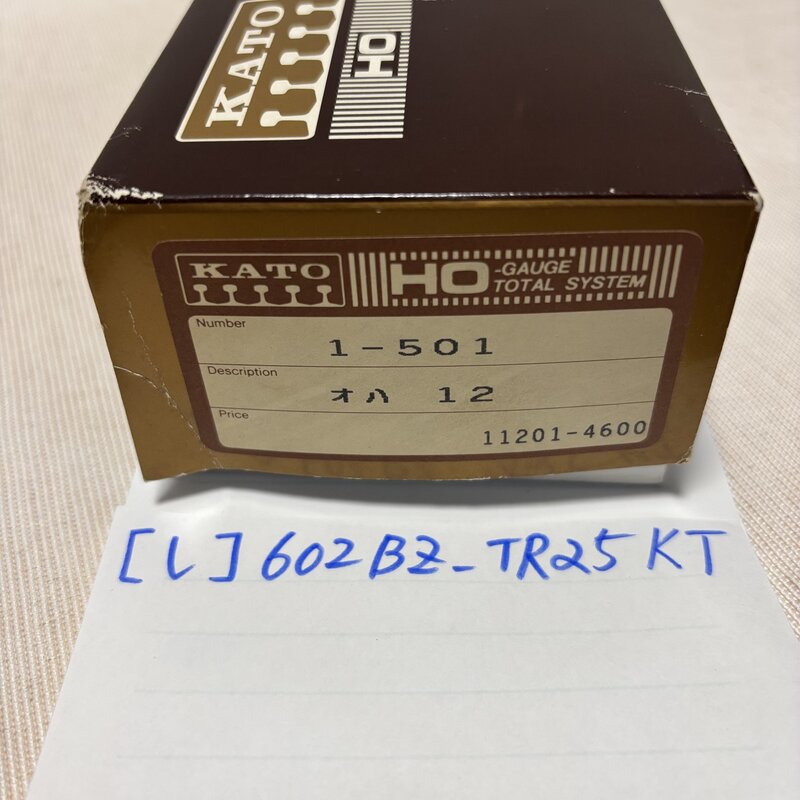 KATO
HO
KATO
HO -GAUGE
TOTAL SYSTEM
Number
1-501
Description
オハ 12
Price
11201-4600
[し]602BZ-TR25KT